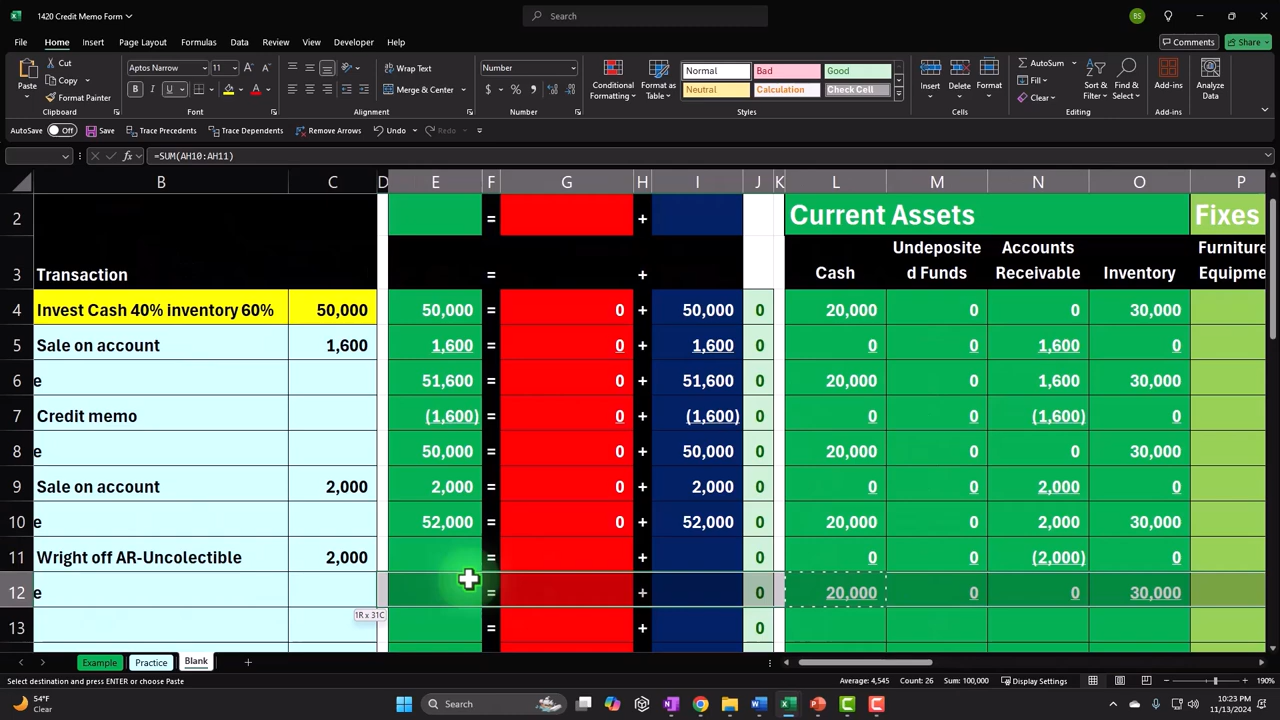 1420 Credit Memo Form
Search
BS
File Home Insert Page Layout Formulas Data Review View Developer Help
Comments Share
Paste Cut Copy Format Painter
Aptos Narrow 11 Wrap Text Merge & Center Number
Conditional Formatting Format as Table
Normal Bad Good
Neutral Calculation Check Cell
Insert Delete Format
AutoSum Fill Clear
Sort & Filter Find & Select Add-ins Analyze Data
Clipboard Font Alignment Number Styles Cells Editing Add-ins
AutoSave Off Save Trace Precedents Trace Dependents Remove Arrows Undo Redo
fx =SUM(AH10:AH11)
B C D E F G H I J K L M N O P
2 = + Current Assets Fixes
3 Transaction = + Cash Undeposite d Funds Accounts Receivable Inventory Furniture Equipme
4 Invest Cash 40% inventory 60% 50,000 50,000 = 0 + 50,000 0 20,000 0 0 30,000
5 Sale on account 1,600 1,600 = 0 + 1,600 0 0 0 1,600 0
6 e 51,600 = 0 + 51,600 0 20,000 0 1,600 30,000
7 Credit memo (1,600) = 0 + (1,600) 0 0 0 (1,600) 0
8 e 50,000 = 0 + 50,000 0 20,000 0 0 30,000
9 Sale on account 2,000 2,000 = 0 + 2,000 0 0 0 2,000 0
10 e 52,000 = 0 + 52,000 0 20,000 0 2,000 30,000
11 Wright off AR-Uncolectible 2,000 = + 0 0 0 (2,000) 0
12 e = + 0 20,000 0 0 30,000
1R x 31C
13 = + 0
Example Practice Blank
Select destination and press ENTER or choose Paste Average: 4,545 Count: 26 Sum: 100,000 Display Settings 190%
54°F
Clear
Search
10:23 PM
11/13/2024